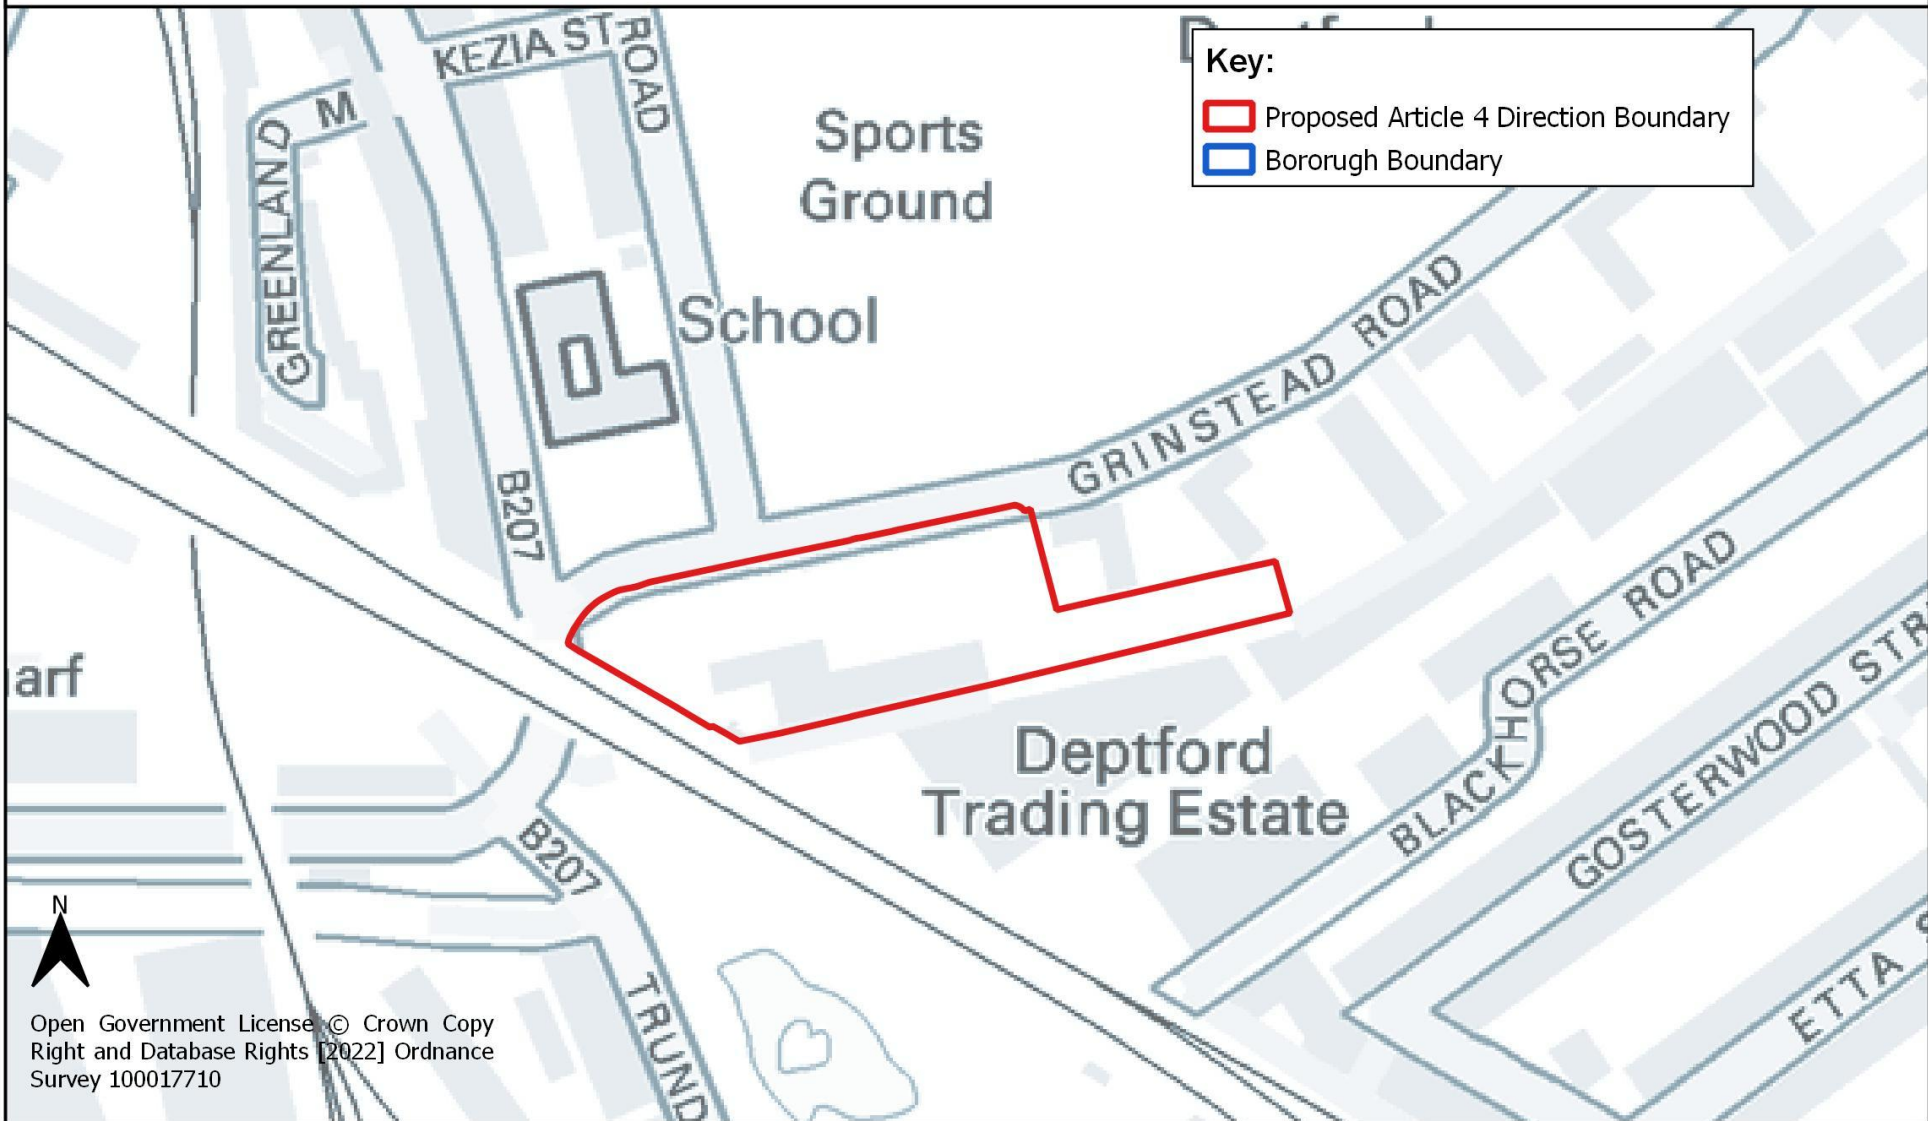 KEZIA ST
ROAD
Key:
Proposed Article 4 Direction Boundary
Bororugh Boundary
GREENLAND M
Sports
Ground
School
GRINSTEAD ROAD
B207
arf
Deptford
Trading Estate
BLACKHORSE ROAD
GOSTERWOOD STR
ETTA S
B207
TRUND
N
Open Government License © Crown Copy
Right and Database Rights [2022] Ordnance
Survey 100017710